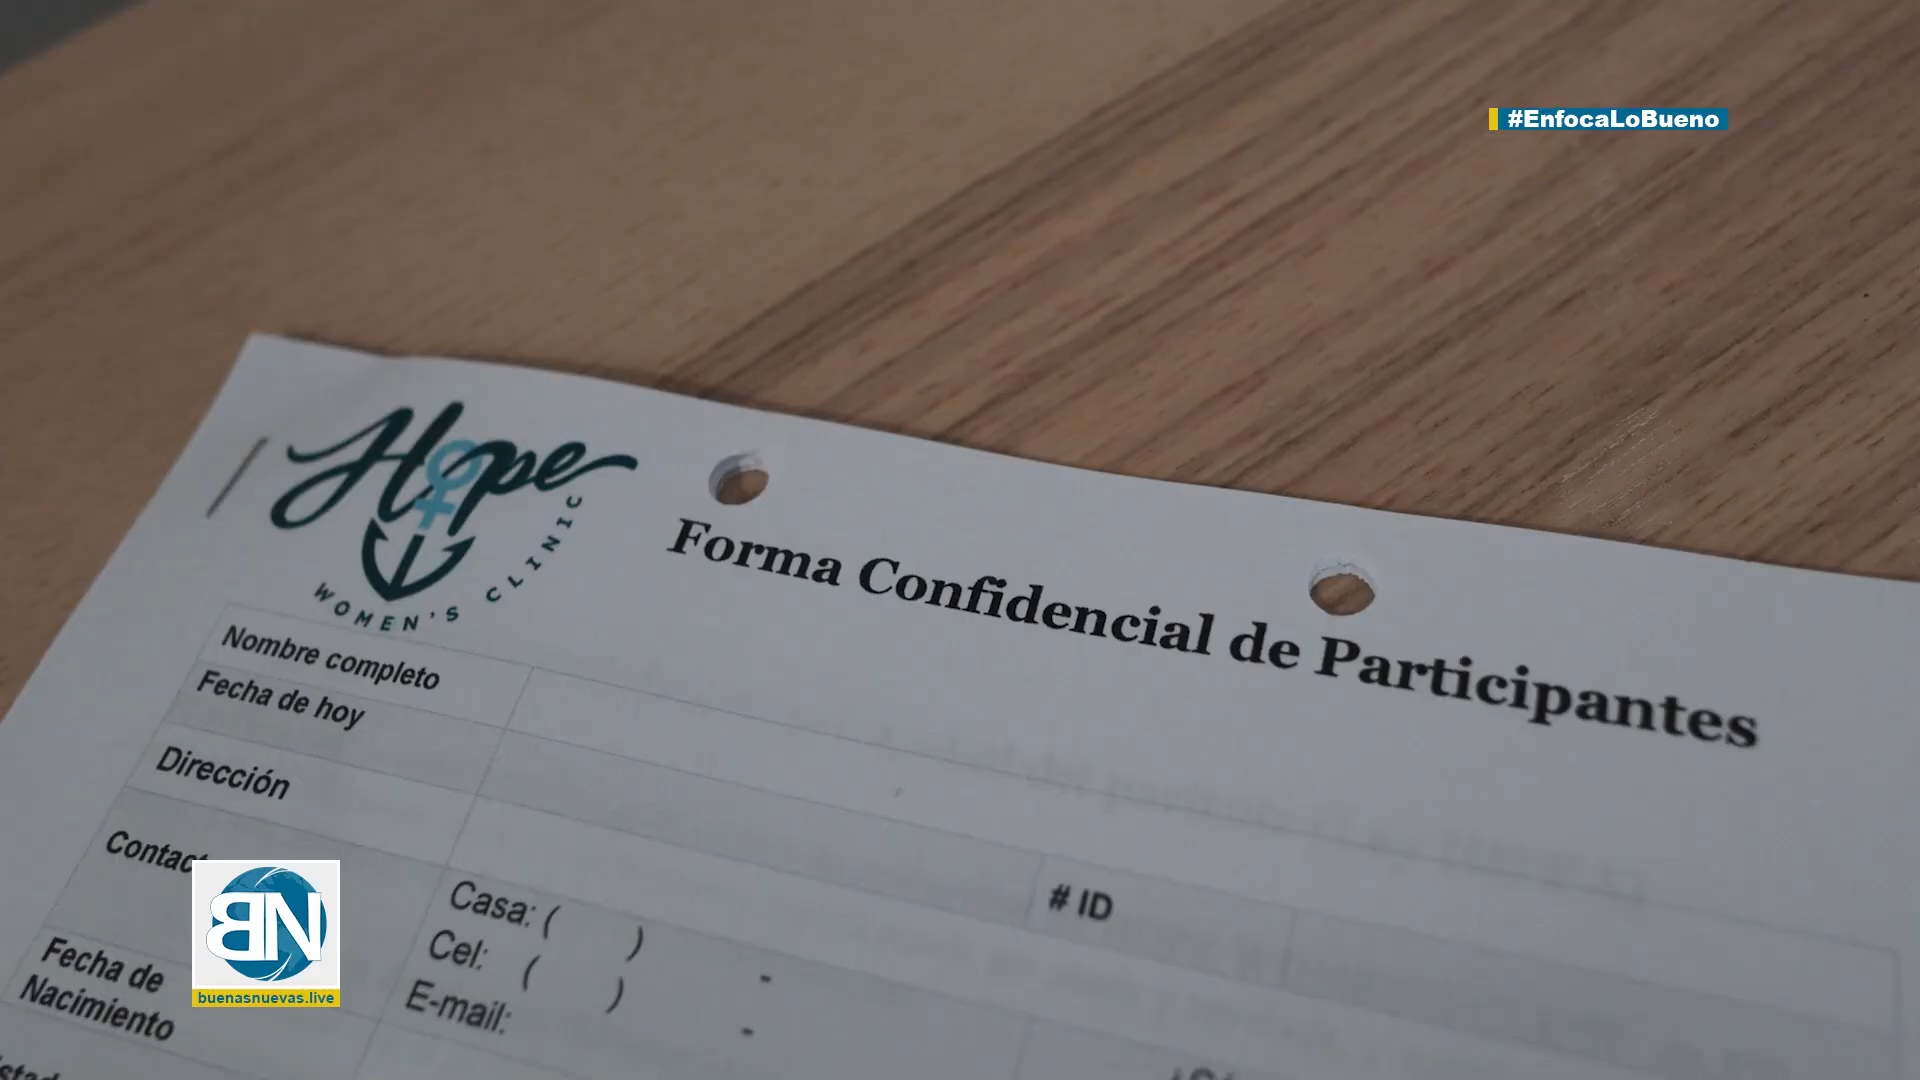 #EnfocaLoBueno
Hope
WOMEN'S CLINIC
Forma Confidencial de Participantes
Nombre completo
Fecha de hoy
Dirección
# ID
Contac
Casa: ( ) -
Cel: ( ) -
E-mail:
Fecha de
Nacimiento
BN
buenasnuevas.live